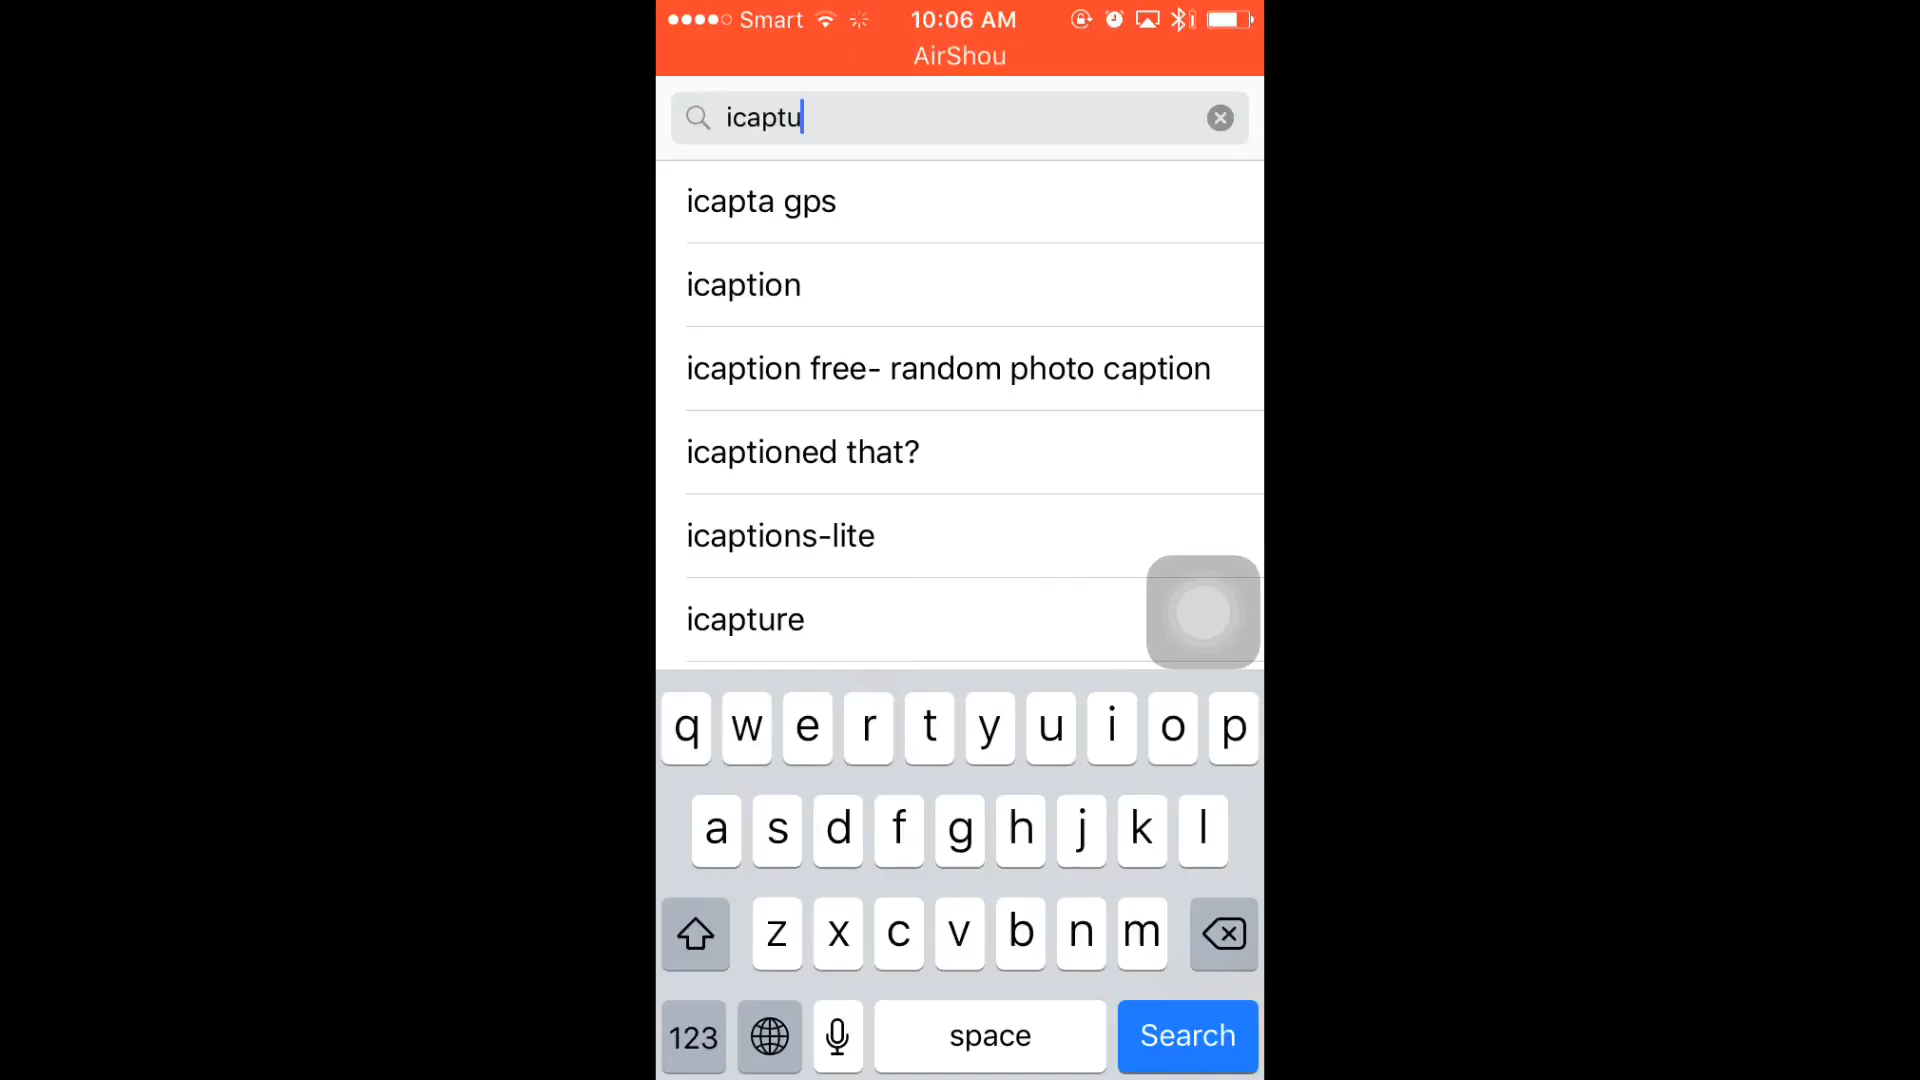 Smart 10:06 AM
AirShou
icaptu
icapta gps
icaption
icaption free- random photo caption
icaptioned that?
icaptions-lite
icapture
q w e r t y u i o p
a s d f g h j k l
z x c v b n m
123 space Search